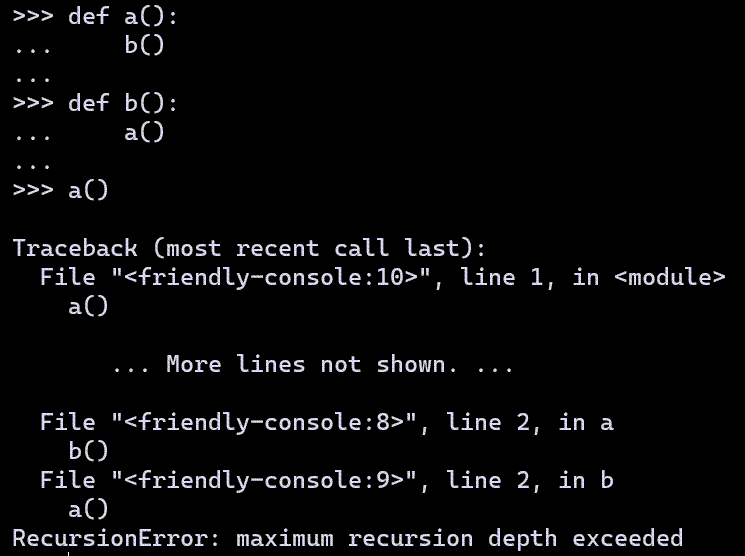 >>> def a():
...     b()
...
>>> def b():
...     a()
...
>>> a()
Traceback (most recent call last):
  File "<friendly-console:10>", line 1, in <module>
    a()
       ... More lines not shown. ...
  File "<friendly-console:8>", line 2, in a
    b()
  File "<friendly-console:9>", line 2, in b
    a()
RecursionError: maximum recursion depth exceeded